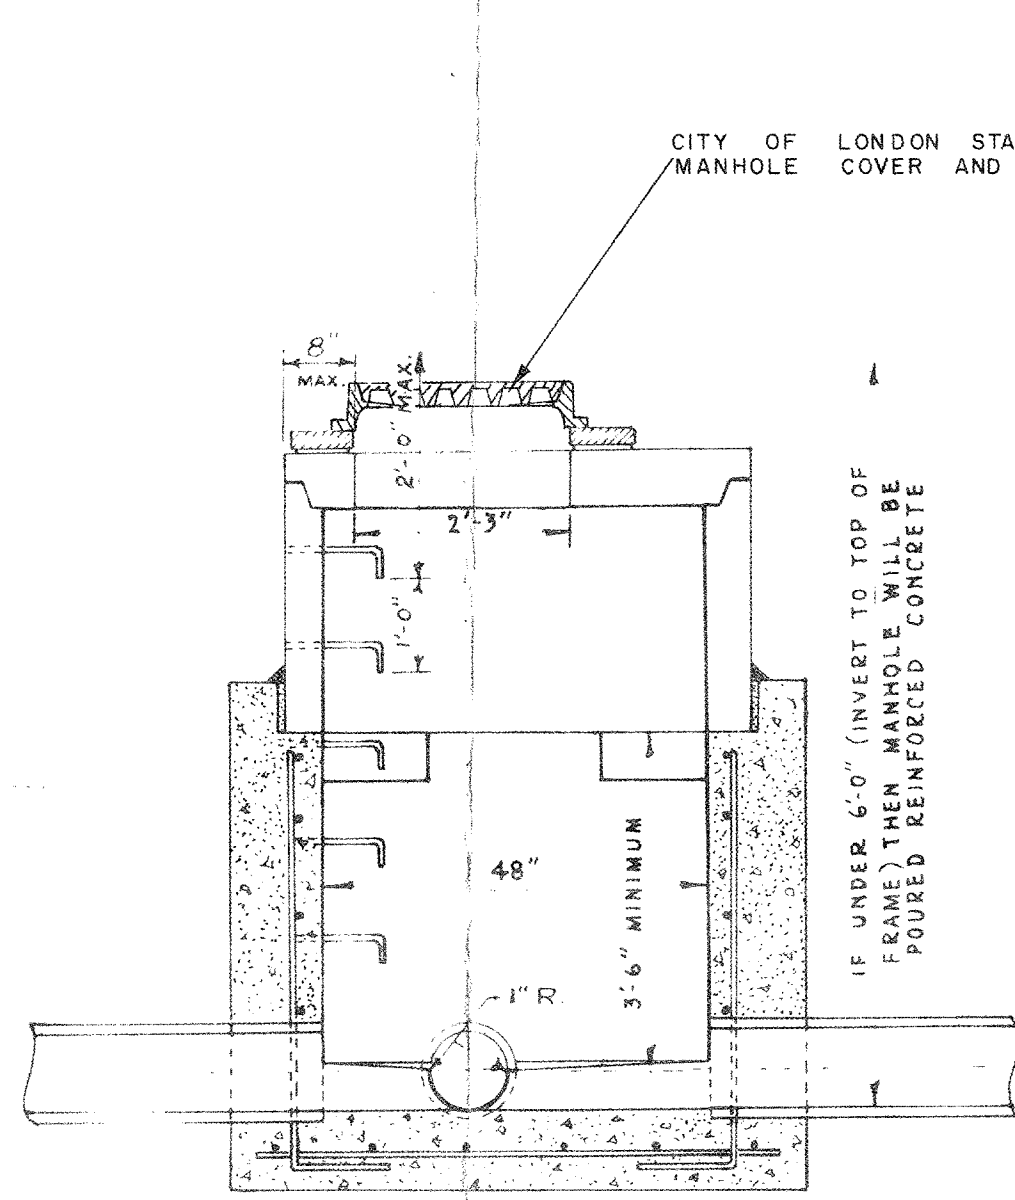 CITY OF LONDON STA
MANHOLE COVER AND
8"
MAX.
2'-0" MAX.
2'-3"
1'-0"
48"
3'-6" MINIMUM
1" R.
IF UNDER 6'-0" (INVERT TO TOP OF
FRAME) THEN MANHOLE WILL BE
POURED REINFORCED CONCRETE